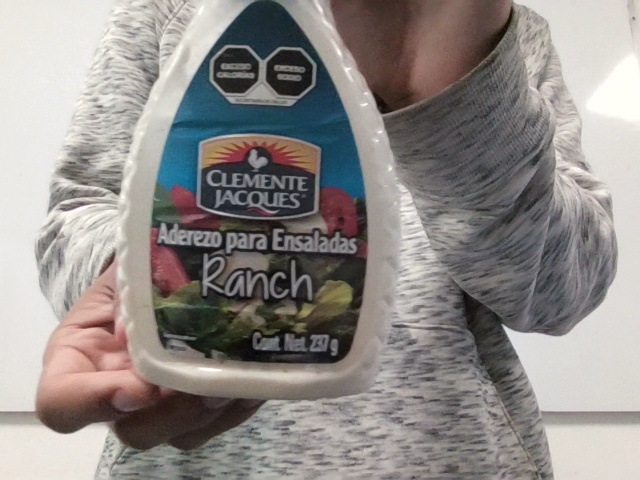 EXCESO CALORÍAS
EXCESO SODIO
CLEMENTE
JACQUES
Aderezo para Ensaladas
Ranch
Cont. Net. 237 g